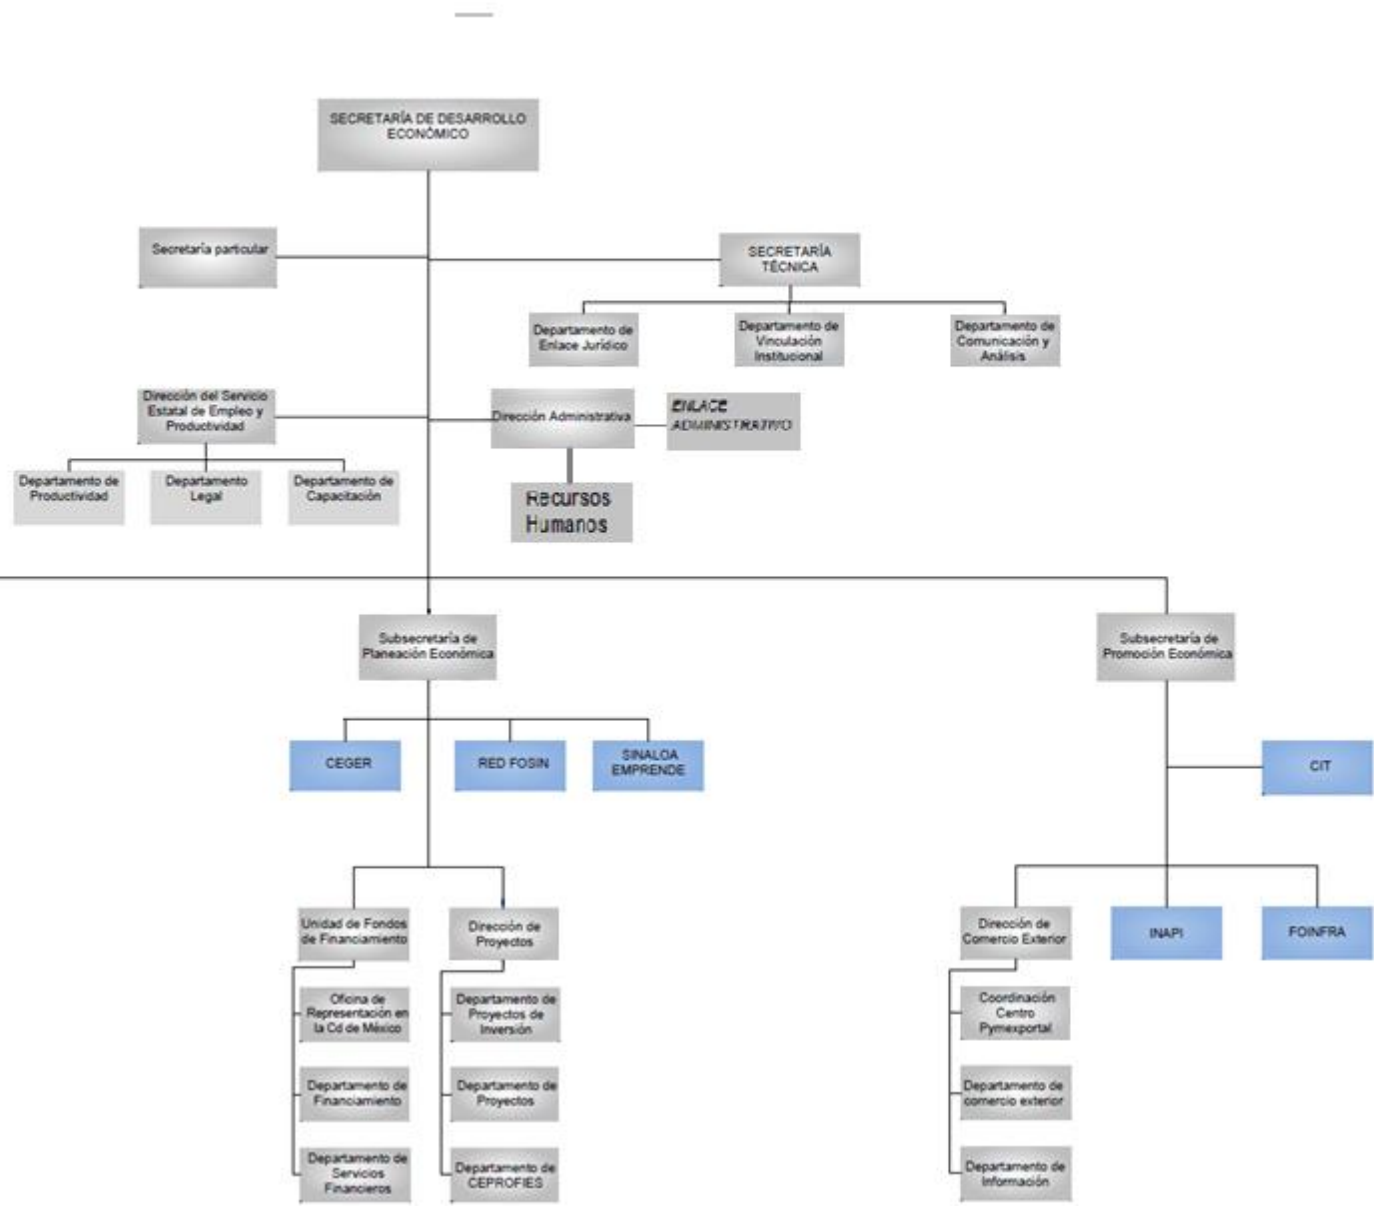 SECRETARÍA DE DESARROLLO
ECONÓMICO
Secretaría particular
SECRETARÍA
TÉCNICA
Departamento de
Enlace Jurídico
Departamento de
Vinculación
Institucional
Departamento de
Comunicación y
Análisis
Dirección del Servicio
Estatal de Empleo y
Productividad
Dirección Administrativa
ENLACE
ADMINISTRATIVO
Departamento de
Productividad
Departamento
Legal
Departamento de
Capacitación
Recursos
Humanos
Subsecretaría de
Planeación Económica
Subsecretaría de
Promoción Económica
CEGER
RED FOSIN
SINALOA
EMPRENDE
CIT
Unidad de Fondos
de Financiamiento
Dirección de
Proyectos
Dirección de
Comercio Exterior
INAPI
FOINFRA
Oficina de
Representación en
la Cd de México
Departamento de
Proyectos de
Inversión
Coordinación
Centro
Pymexportal
Departamento de
Financiamiento
Departamento de
Proyectos
Departamento de
comercio exterior
Departamento de
Servicios
Financieros
Departamento de
CEPROFIES
Departamento de
Información